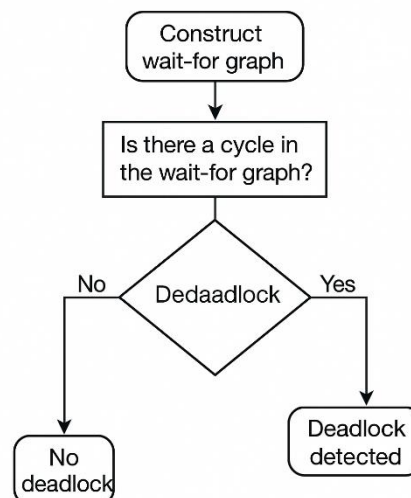 Construct
wait-for graph
Is there a cycle in
the wait-for graph?
No
Dedaadlock
Yes
No
deadlock
Deadlock
detected